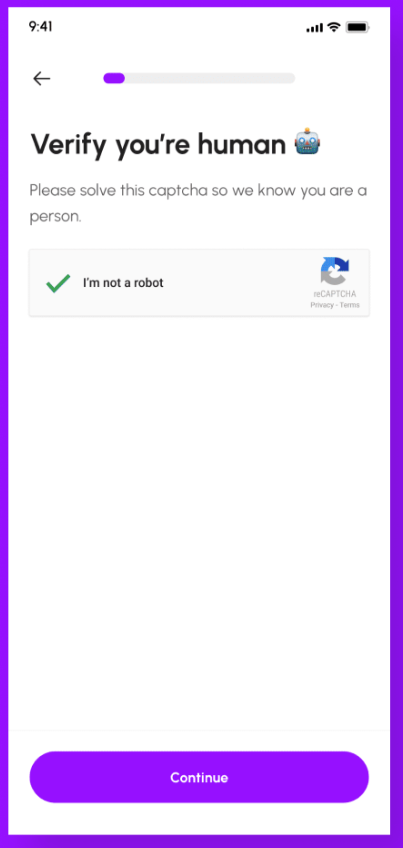 9:41
Verify you're human
Please solve this captcha so we know you are a
person.
I'm not a robot
reCAPTCHA
Privacy - Terms
Continue